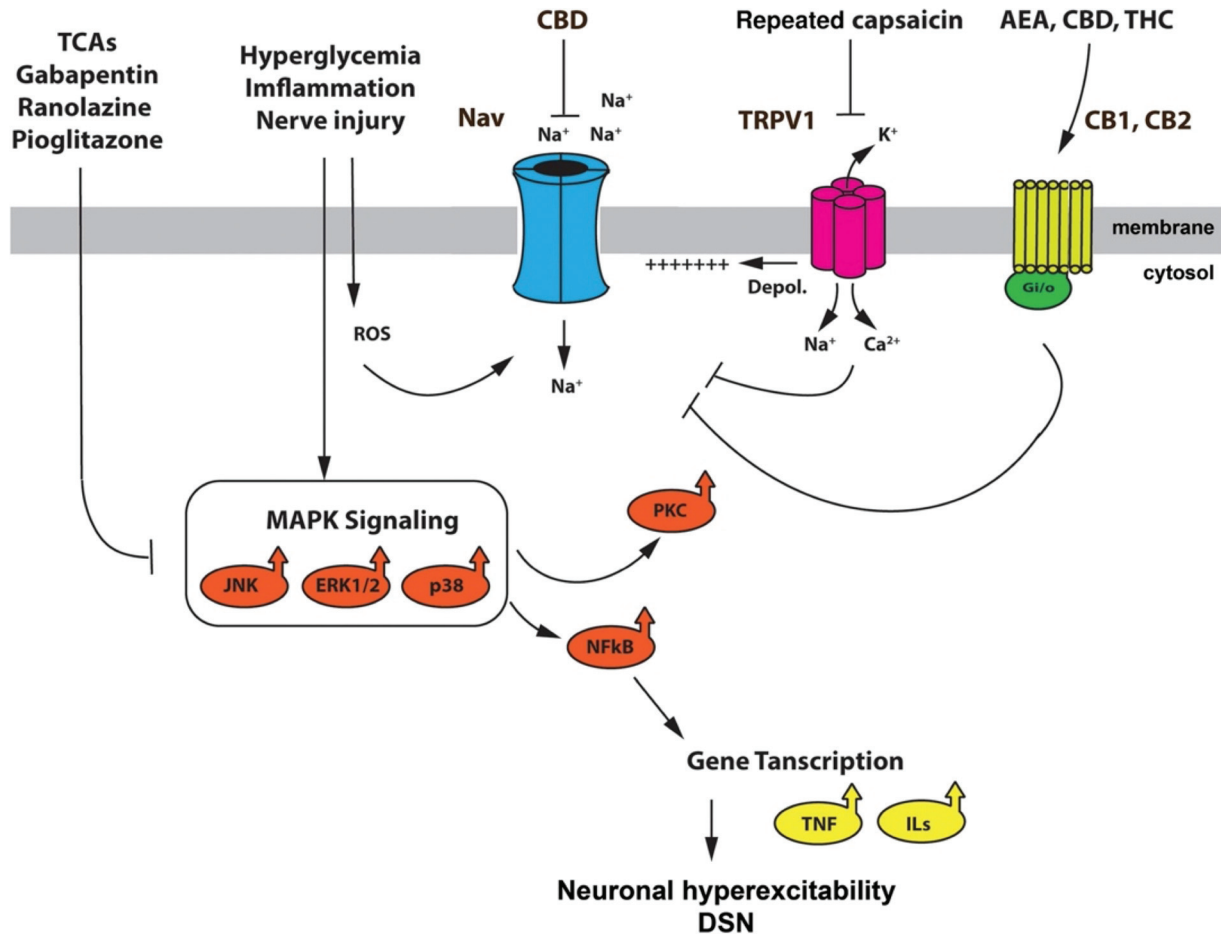 TCAs
Gabapentin
Ranolazine
Pioglitazone
Hyperglycemia
Imflammation
Nerve injury
CBD
Nav
Na⁺
Na⁺
Na⁺
Repeated capsaicin
TRPV1
K⁺
AEA, CBD, THC
CB1, CB2
membrane
cytosol
+++++++
Depol.
Gi/o
ROS
Na⁺
Na⁺
Ca²⁺
MAPK Signaling
JNK
ERK1/2
p38
PKC
NFkB
Gene Tanscription
TNF
ILs
Neuronal hyperexcitability
DSN